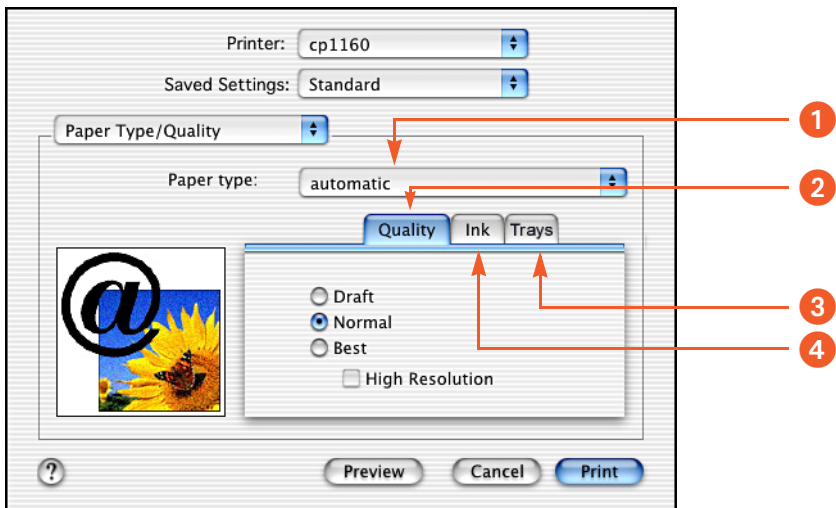 Printer: cp1160
Saved Settings: Standard
Paper Type/Quality
1
Paper type: automatic
2
Quality Ink Trays
@
Draft
3
Normal
Best
4
High Resolution
? Preview Cancel Print